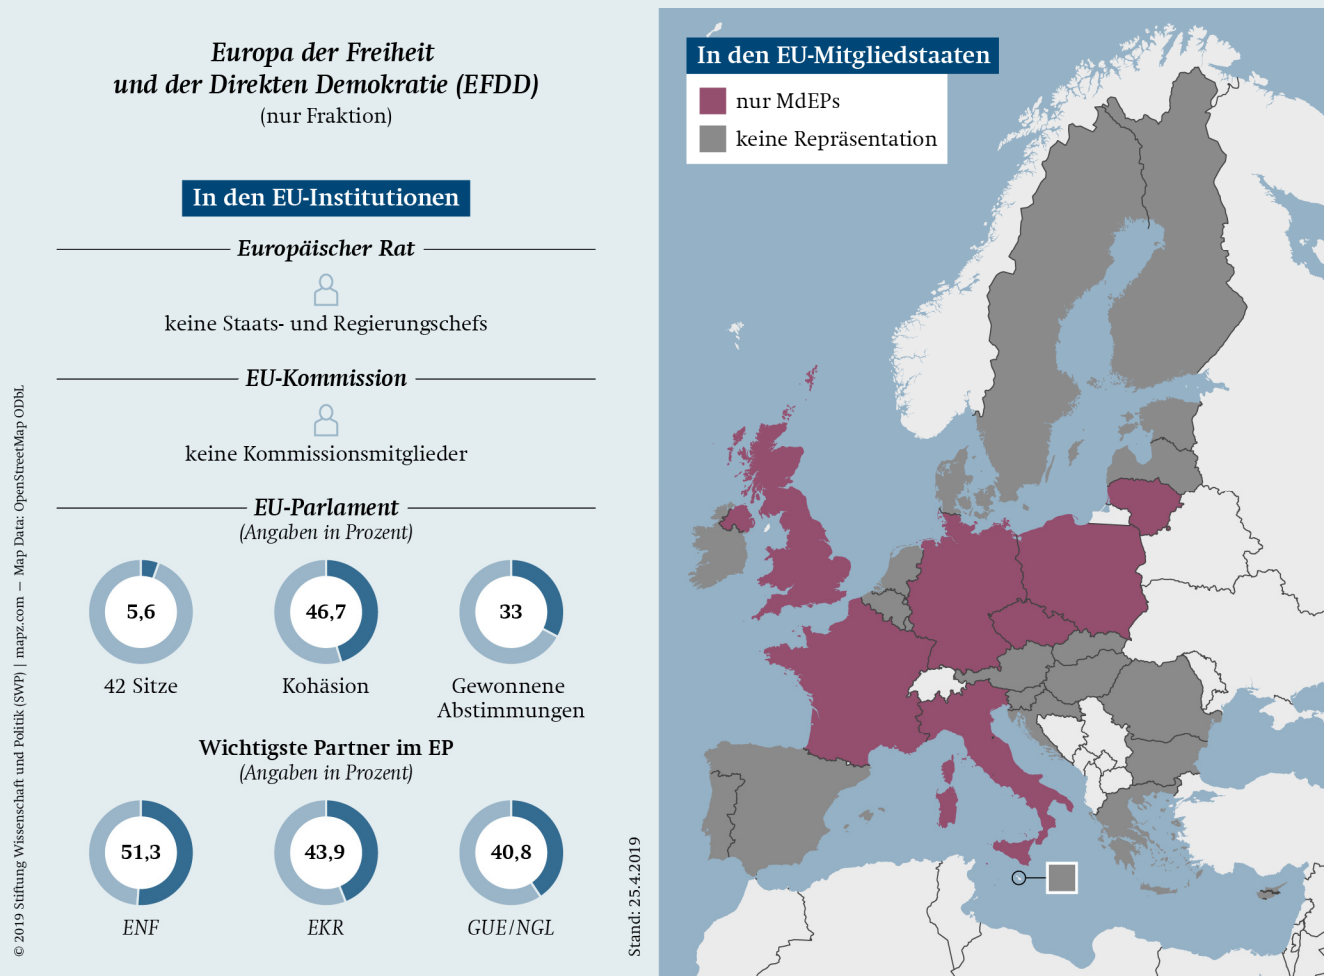 Europa der Freiheit
und der Direkten Demokratie (EFDD)
(nur Fraktion)
In den EU-Institutionen
Europäischer Rat
keine Staats- und Regierungschefs
EU-Kommission
keine Kommissionsmitglieder
EU-Parlament
(Angaben in Prozent)
5,6
46,7
33
42 Sitze
Kohäsion
Gewonnene
Abstimmungen
Wichtigste Partner im EP
(Angaben in Prozent)
51,3
43,9
40,8
ENF
EKR
GUE/NGL
© 2019 Stiftung Wissenschaft und Politik (SWP) | mapz.com – Map Data: OpenStreetMap ODbL
Stand: 25.4.2019
In den EU-Mitgliedstaaten
nur MdEPs
keine Repräsentation